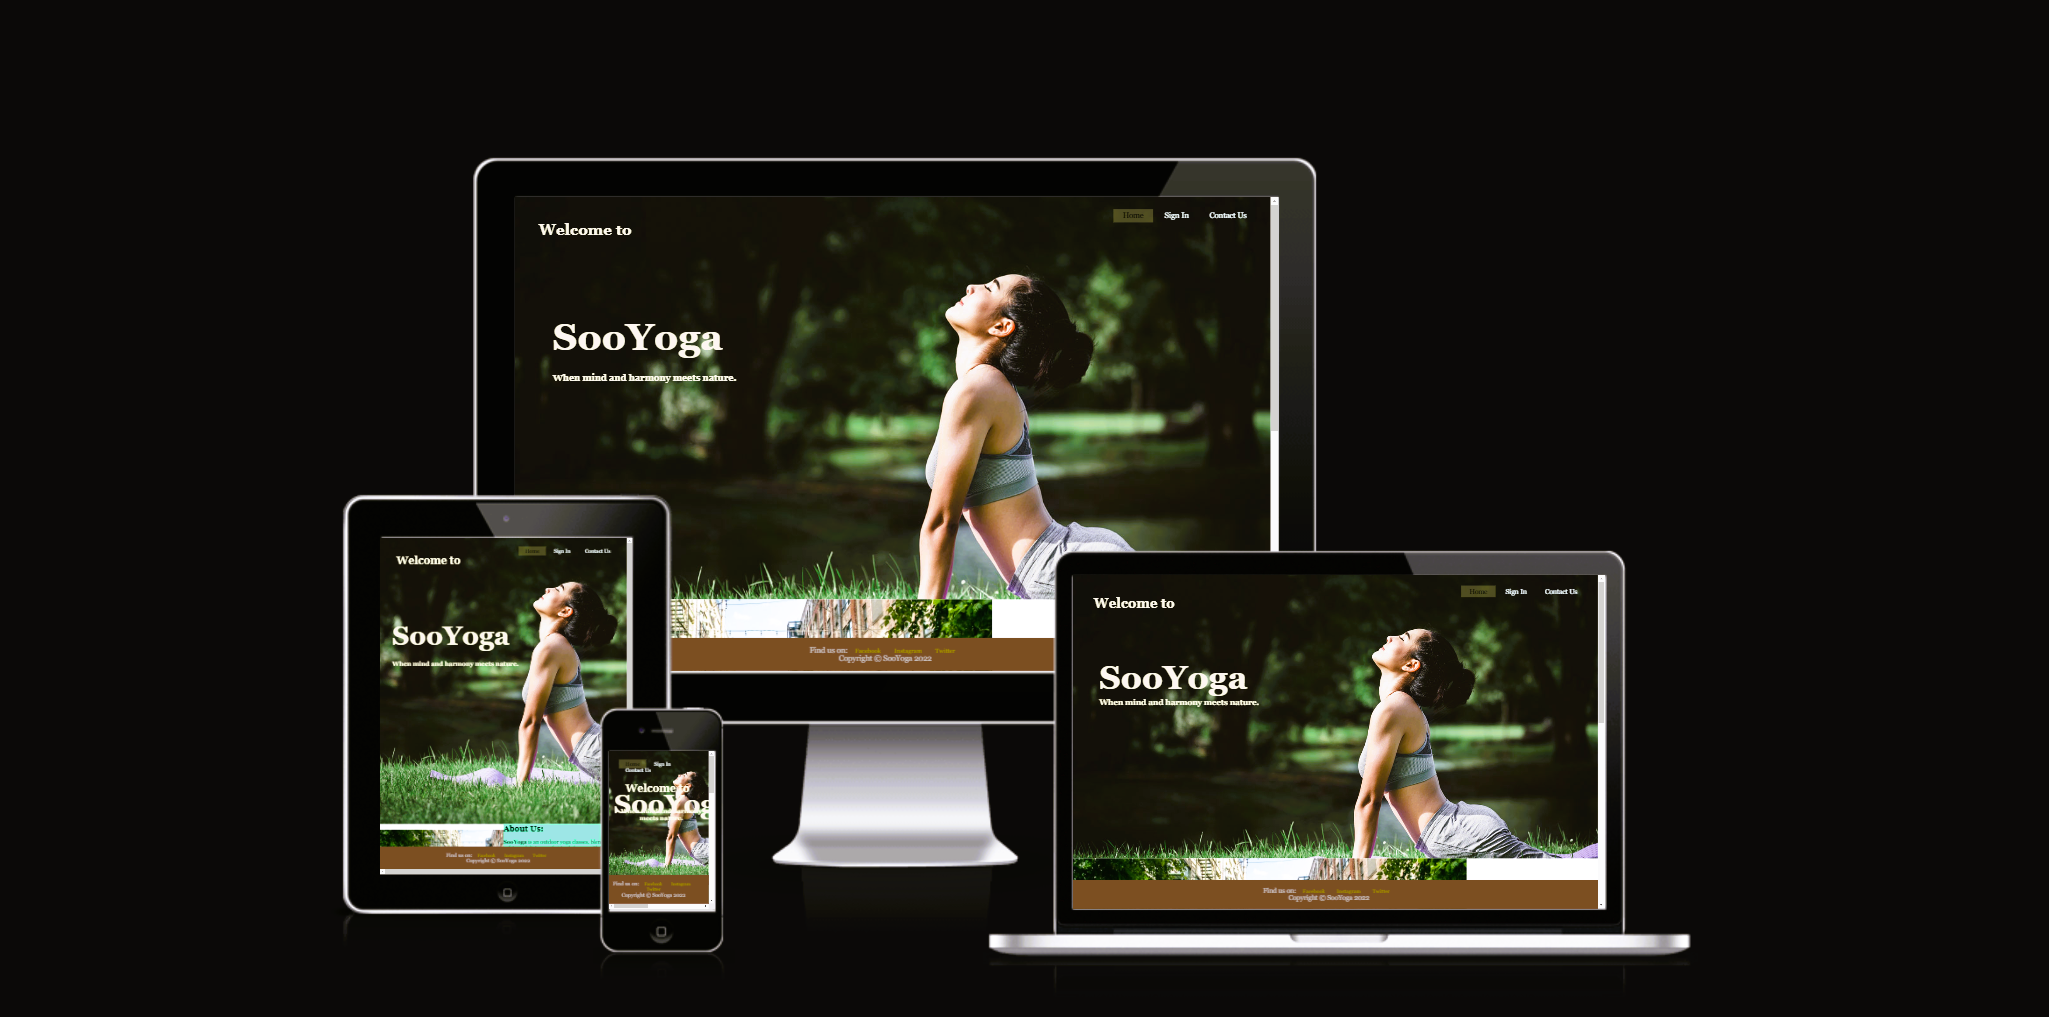 Home Sign In Contact Us
Welcome to
SooYoga
When mind and harmony meets nature.
Find us on: Facebook Instagram Twitter
Copyright © SooYoga 2022
Home Sign In Contact Us
Welcome to
SooYoga
When mind and harmony meets nature.
About Us:
SooYoga is an outdoor yoga classes,
Find us on: Facebook Instagram Twitter
Copyright © SooYoga 2022
Home Sign In
Contact Us
Welcome to
SooYog
meets nature.
Find us on: Facebook Instagram
Twitter
Copyright © SooYoga 2022
Home Sign In Contact Us
Welcome to
SooYoga
When mind and harmony meets nature.
Find us on: Facebook Instagram Twitter
Copyright © SooYoga 2022